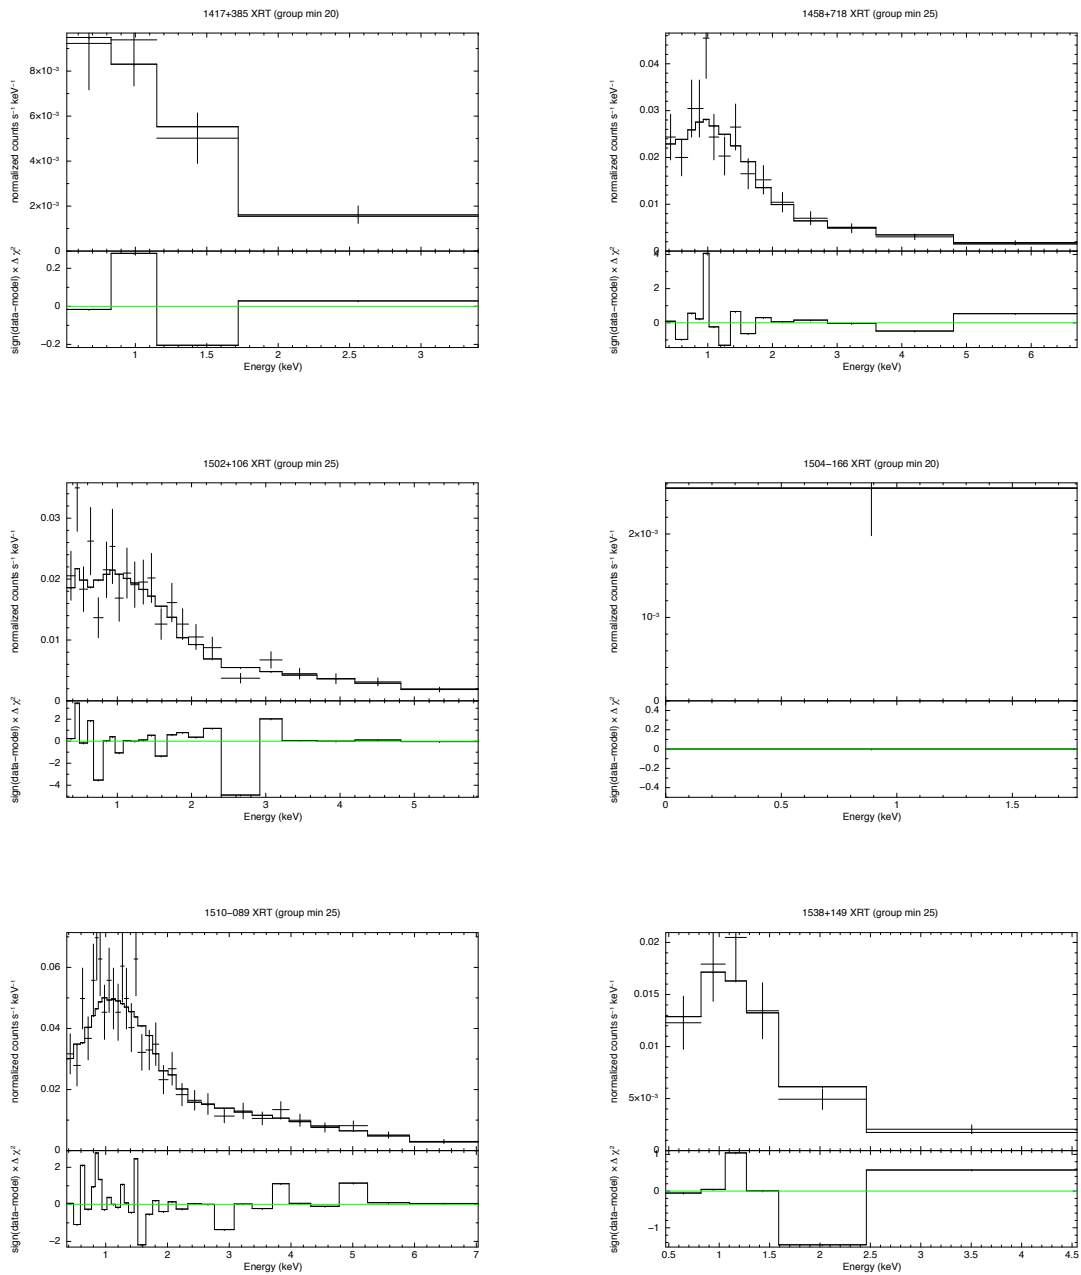 1417+385 XRT (group min 20)
normalized counts s⁻¹ keV⁻¹
8×10⁻³
6×10⁻³
4×10⁻³
2×10⁻³
0
sign(data−model) × Δ χ²
0.2
0
−0.2
1 1.5 2 2.5 3
Energy (keV)
1458+718 XRT (group min 25)
normalized counts s⁻¹ keV⁻¹
0.04
0.03
0.02
0.01
0
sign(data−model) × Δ χ²
4
2
0
1 2 3 4 5 6
Energy (keV)
1502+106 XRT (group min 25)
normalized counts s⁻¹ keV⁻¹
0.03
0.02
0.01
0
sign(data−model) × Δ χ²
2
0
−2
−4
1 2 3 4 5
Energy (keV)
1504−166 XRT (group min 20)
normalized counts s⁻¹ keV⁻¹
2×10⁻³
10⁻³
0
sign(data−model) × Δ χ²
0.4
0.2
0
−0.2
−0.4
0 0.5 1 1.5
Energy (keV)
1510−089 XRT (group min 25)
normalized counts s⁻¹ keV⁻¹
0.06
0.04
0.02
0
sign(data−model) × Δ χ²
2
0
−2
1 2 3 4 5 6 7
Energy (keV)
1538+149 XRT (group min 25)
normalized counts s⁻¹ keV⁻¹
0.02
0.015
0.01
5×10⁻³
0
sign(data−model) × Δ χ²
1
0
−1
0.5 1 1.5 2 2.5 3 3.5 4 4.5
Energy (keV)